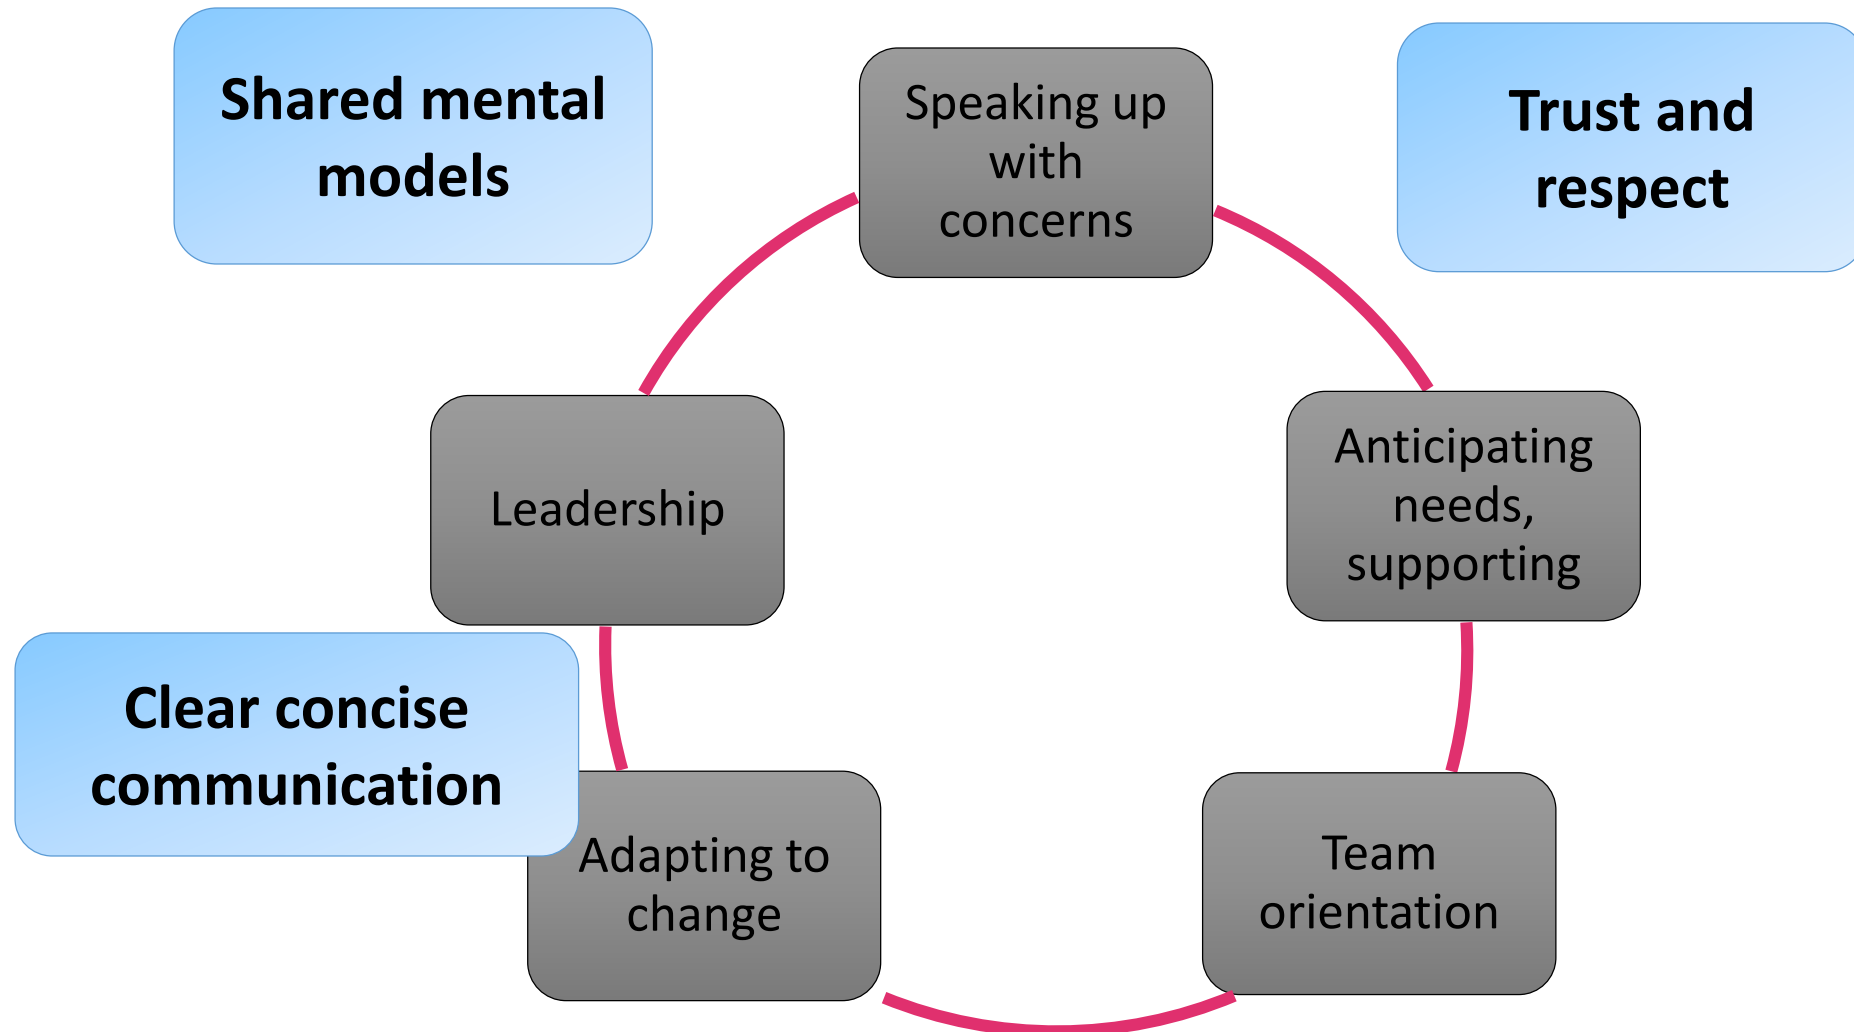 Shared mental
models
Speaking up
with
concerns
Trust and
respect
Leadership
Anticipating
needs,
supporting
Clear concise
communication
Adapting to
change
Team
orientation